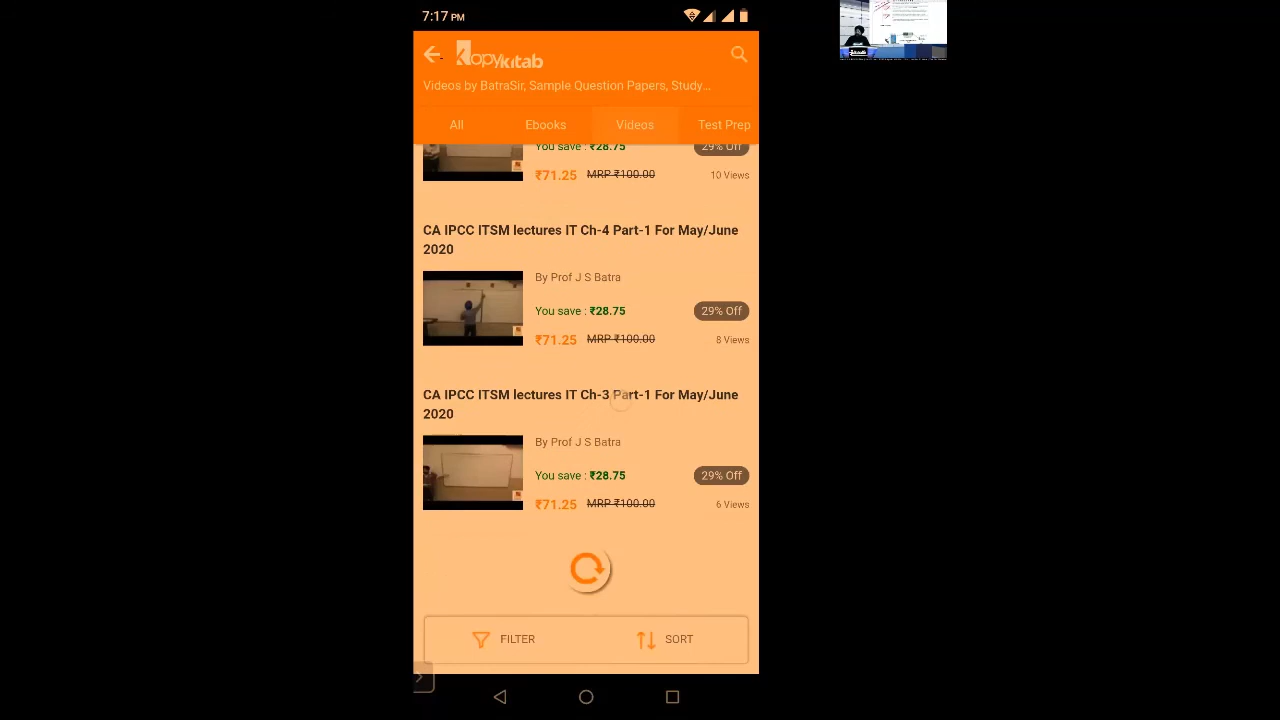 7:17 PM
kopykitab
Videos by BatraSir, Sample Question Papers, Study...
All Ebooks Videos Test Prep
You save : ₹28.75 29% Off
₹71.25 MRP ₹100.00 10 Views
CA IPCC ITSM lectures IT Ch-4 Part-1 For May/June
2020
By Prof J S Batra
You save : ₹28.75 29% Off
₹71.25 MRP ₹100.00 8 Views
CA IPCC ITSM lectures IT Ch-3 Part-1 For May/June
2020
By Prof J S Batra
You save : ₹28.75 29% Off
₹71.25 MRP ₹100.00 6 Views
FILTER SORT